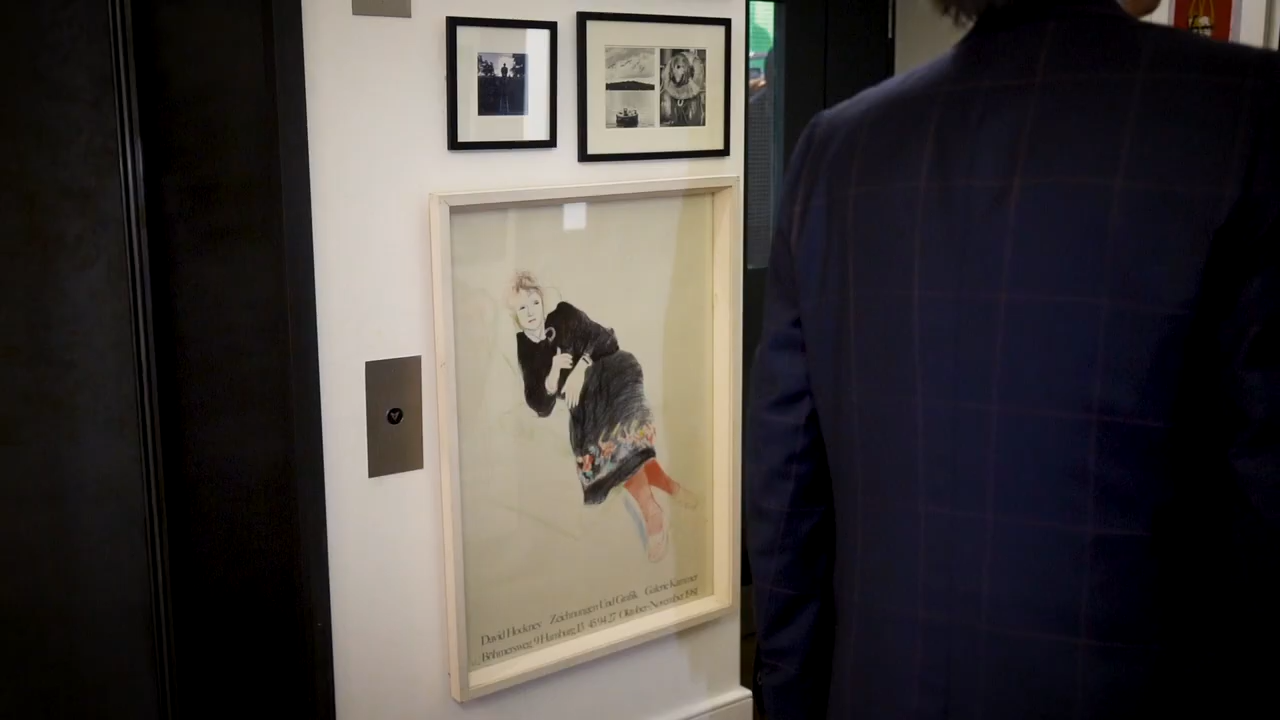 David Hockney Zeichnungen Und Grafik Galerie Kammer
Böhmersweg 9 Hamburg 13 45 94 27 Oktober-November 1981